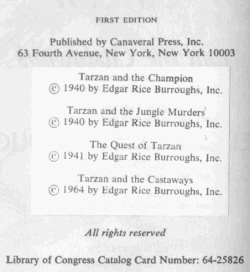 FIRST EDITION
Published by Canaveral Press, Inc.
63 Fourth Avenue, New York, New York 10003
Tarzan and the Champion
© 1940 by Edgar Rice Burroughs, Inc.
Tarzan and the Jungle Murders
© 1940 by Edgar Rice Burroughs, Inc.
The Quest of Tarzan
© 1941 by Edgar Rice Burroughs, Inc.
Tarzan and the Castaways
© 1964 by Edgar Rice Burroughs, Inc.
All rights reserved
Library of Congress Catalog Card Number: 64-25826